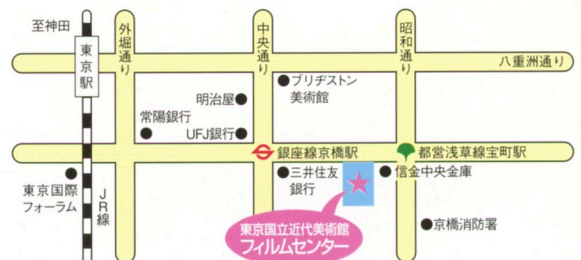 至神田
東京駅
外堀通り
中央通り
昭和通り
八重洲通り
ブリヂストン
美術館
明治屋
常陽銀行
UFJ銀行
銀座線京橋駅
都営浅草線宝町駅
三井住友
銀行
信金中央金庫
東京国際
フォーラム
JR線
東京国立近代美術館
フィルムセンター
京橋消防署